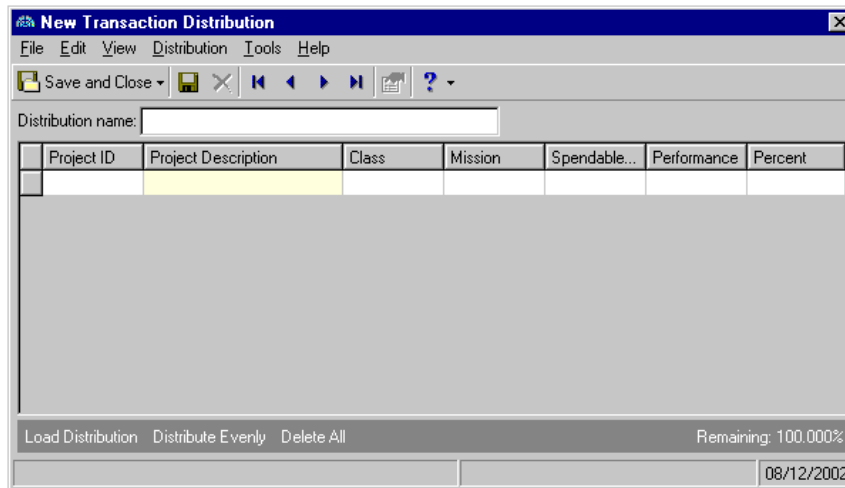 New Transaction Distribution
File Edit View Distribution Tools Help
Save and Close
Distribution name:
Project ID Project Description Class Mission Spendable... Performance Percent
Load Distribution Distribute Evenly Delete All Remaining: 100.000%
08/12/2002